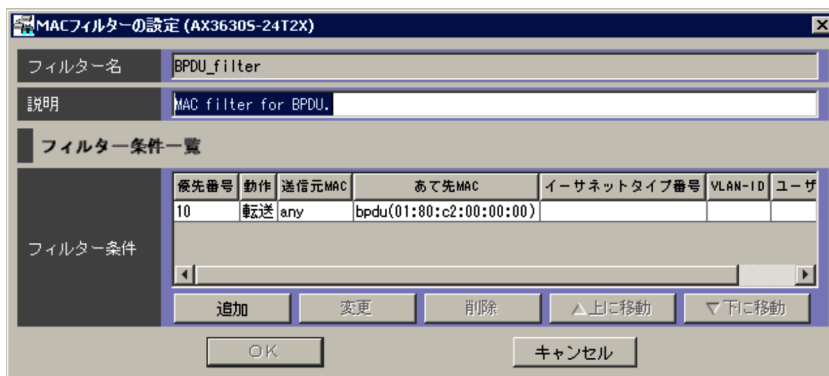 MACフィルターの設定 (AX3630S-24T2X)
フィルター名 BPDU_filter
説明 MAC filter for BPDU.
フィルター条件一覧
優先番号 動作 送信元MAC あて先MAC イーサネットタイプ番号 VLAN-ID ユーザ
10 転送 any bpdu(01:80:c2:00:00:00)
フィルター条件
追加 変更 削除 △上に移動 ▽下に移動
OK キャンセル